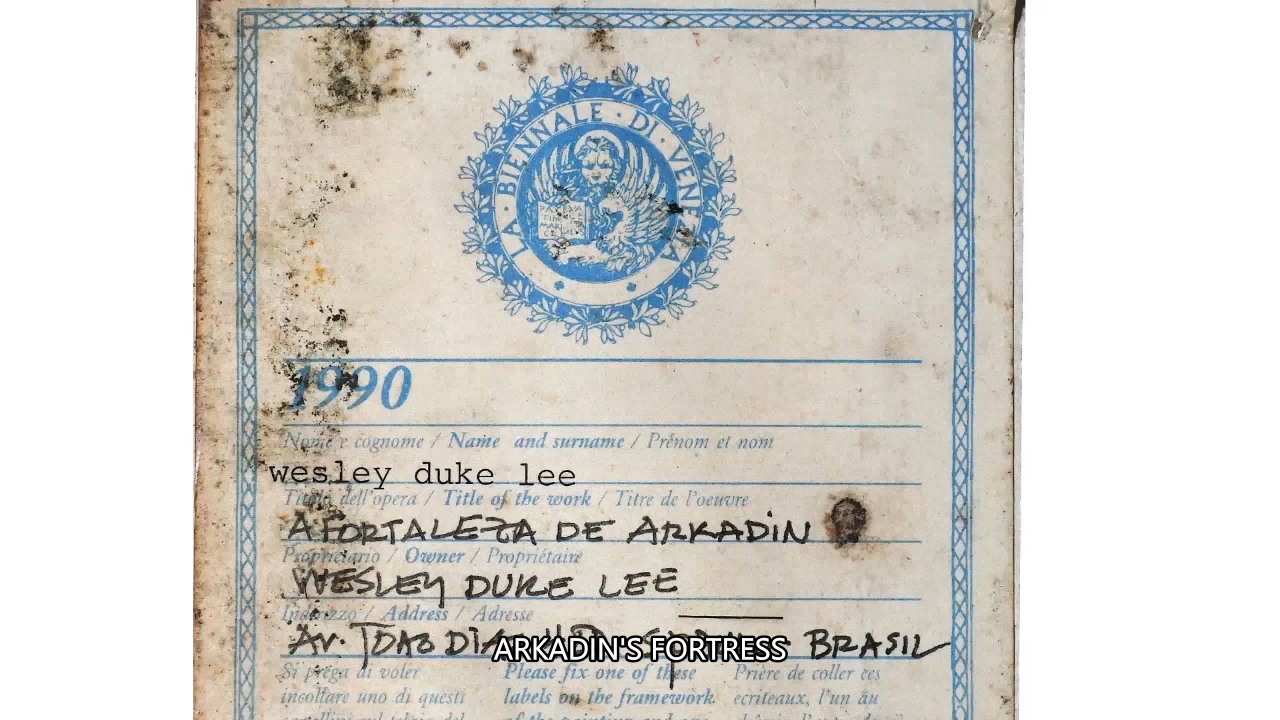 LA · BIENNALE · DI · VENEZIA
1990
Nome e cognome / Name and surname / Prénom et nom
wesley duke lee
Titolo dell'opera / Title of the work / Titre de l'oeuvre
A FORTALEZA DE ARKADIN
Proprietario / Owner / Propriétaire
WESLEY DUKE LEE
Indirizzo / Address / Adresse
AV. JOAO BRASIL
ARKADIN'S FORTRESS
Si prega di voler Please fix one of these Prière de coller ces
incollare uno di questi labels on the framework ecriteaux, l'un au